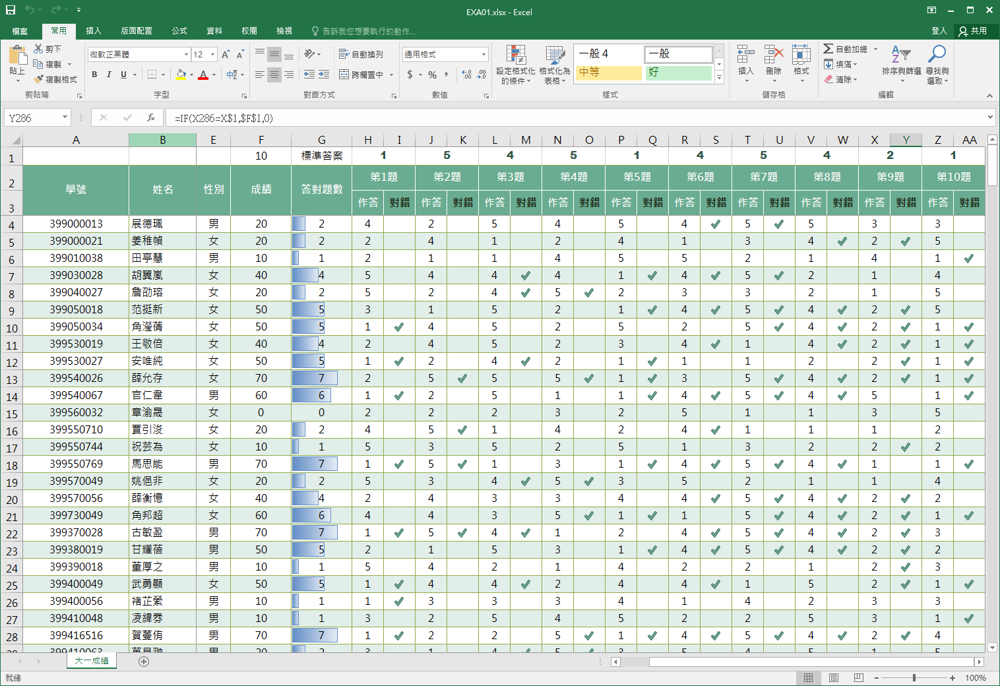 EXA01.xlsx - Excel
檔案 常用 插入 版面配置 公式 資料 校閱 檢視 告訴我您想要執行的動作... 登入 共用
貼上 剪下 複製 複製格式 剪貼簿
微軟正黑體 12 A A B I U A 中 字型
自動換列 跨欄置中 對齊方式
通用格式 $ % , .00 .0 數值
設定格式化的條件 格式化為表格 一般 4 一般 中等 好 樣式
插入 刪除 格式 儲存格
自動加總 填滿 清除 排序與篩選 尋找與選取 編輯
Y286 fx =IF(X286=X$1,$F$1,0)
A B E F G H I J K L M N O P Q R S T U V W X Y Z AA
1 10 標準答案 1 5 4 5 1 4 5 4 2 1
2 學號 姓名 性別 成績 答對題數 第1題 第2題 第3題 第4題 第5題 第6題 第7題 第8題 第9題 第10題
3 作答 對錯 作答 對錯 作答 對錯 作答 對錯 作答 對錯 作答 對錯 作答 對錯 作答 對錯 作答 對錯 作答 對錯
4 399000013 展德珮 男 20 2 4 2 5 4 5 4 ✔ 5 ✔ 5 3 3
5 399000021 姜稚幀 女 20 2 2 4 1 2 4 1 3 4 ✔ 2 ✔ 5
6 399010038 田亭慧 男 10 1 2 1 1 4 5 5 2 1 4 1 ✔
7 399030028 胡翼嵐 女 40 4 5 4 4 ✔ 4 1 ✔ 4 ✔ 5 ✔ 2 1 4
8 399040027 詹劭瑢 女 20 2 5 2 4 ✔ 5 ✔ 2 3 3 2 1 5
9 399050018 范挺新 女 50 5 3 1 5 2 1 ✔ 4 ✔ 5 ✔ 4 ✔ 2 ✔ 5
10 399050034 角瀅蒨 女 50 5 1 ✔ 4 5 2 5 2 5 ✔ 4 ✔ 2 ✔ 1 ✔
11 399530019 王敬倍 女 40 4 2 4 5 2 3 4 ✔ 1 4 ✔ 2 ✔ 1 ✔
12 399530027 安唯純 女 50 5 1 ✔ 2 4 ✔ 2 1 ✔ 1 1 2 2 ✔ 1 ✔
13 399540026 薛允存 女 70 7 2 5 ✔ 5 5 ✔ 1 ✔ 3 5 ✔ 4 ✔ 2 ✔ 1 ✔
14 399540067 官仁韋 男 60 6 1 ✔ 2 5 1 1 ✔ 4 ✔ 5 ✔ 4 ✔ 5 1 ✔
15 399560032 章渝晟 女 0 0 2 2 2 3 2 5 1 1 3 5
16 399550710 賈引浚 女 20 2 4 5 ✔ 1 4 2 4 ✔ 1 1 1 2
17 399550744 祝芸為 女 10 1 5 3 5 2 5 1 3 2 2 ✔ 2
18 399550769 馬思能 男 70 7 1 ✔ 5 ✔ 1 3 1 ✔ 4 ✔ 5 ✔ 4 ✔ 1 1 ✔
19 399570049 姚俋非 女 20 2 5 3 4 ✔ 5 ✔ 3 5 2 1 1 4
20 399570056 薛衡憶 女 40 4 2 4 3 3 4 4 ✔ 5 ✔ 4 ✔ 2 ✔ 2
21 399730049 角邦超 女 60 6 4 4 3 5 ✔ 1 ✔ 1 5 ✔ 4 ✔ 2 ✔ 1 ✔
22 399370028 古敏盈 男 70 7 1 ✔ 5 ✔ 4 ✔ 1 2 4 ✔ 5 ✔ 4 ✔ 2 ✔ 3
23 399380019 甘耀蓓 男 50 5 2 1 5 3 1 ✔ 4 ✔ 5 ✔ 4 ✔ 2 ✔ 2
24 399390018 董厚之 男 10 1 5 4 2 1 4 2 2 1 2 ✔ 3
25 399400049 武勇顯 女 50 5 1 ✔ 4 4 ✔ 2 4 4 ✔ 1 5 2 ✔ 1 ✔
26 399400056 褚芷縈 男 10 1 1 ✔ 3 3 3 4 1 4 2 3 3
27 399410048 凌緯雰 男 10 1 3 2 5 4 5 2 2 5 3 1 ✔
28 399416516 賀蔓侑 男 70 7 1 ✔ 2 2 5 ✔ 1 ✔ 4 ✔ 5 ✔ 4 ✔ 2 ✔ 4
大一成績
就緒 100%